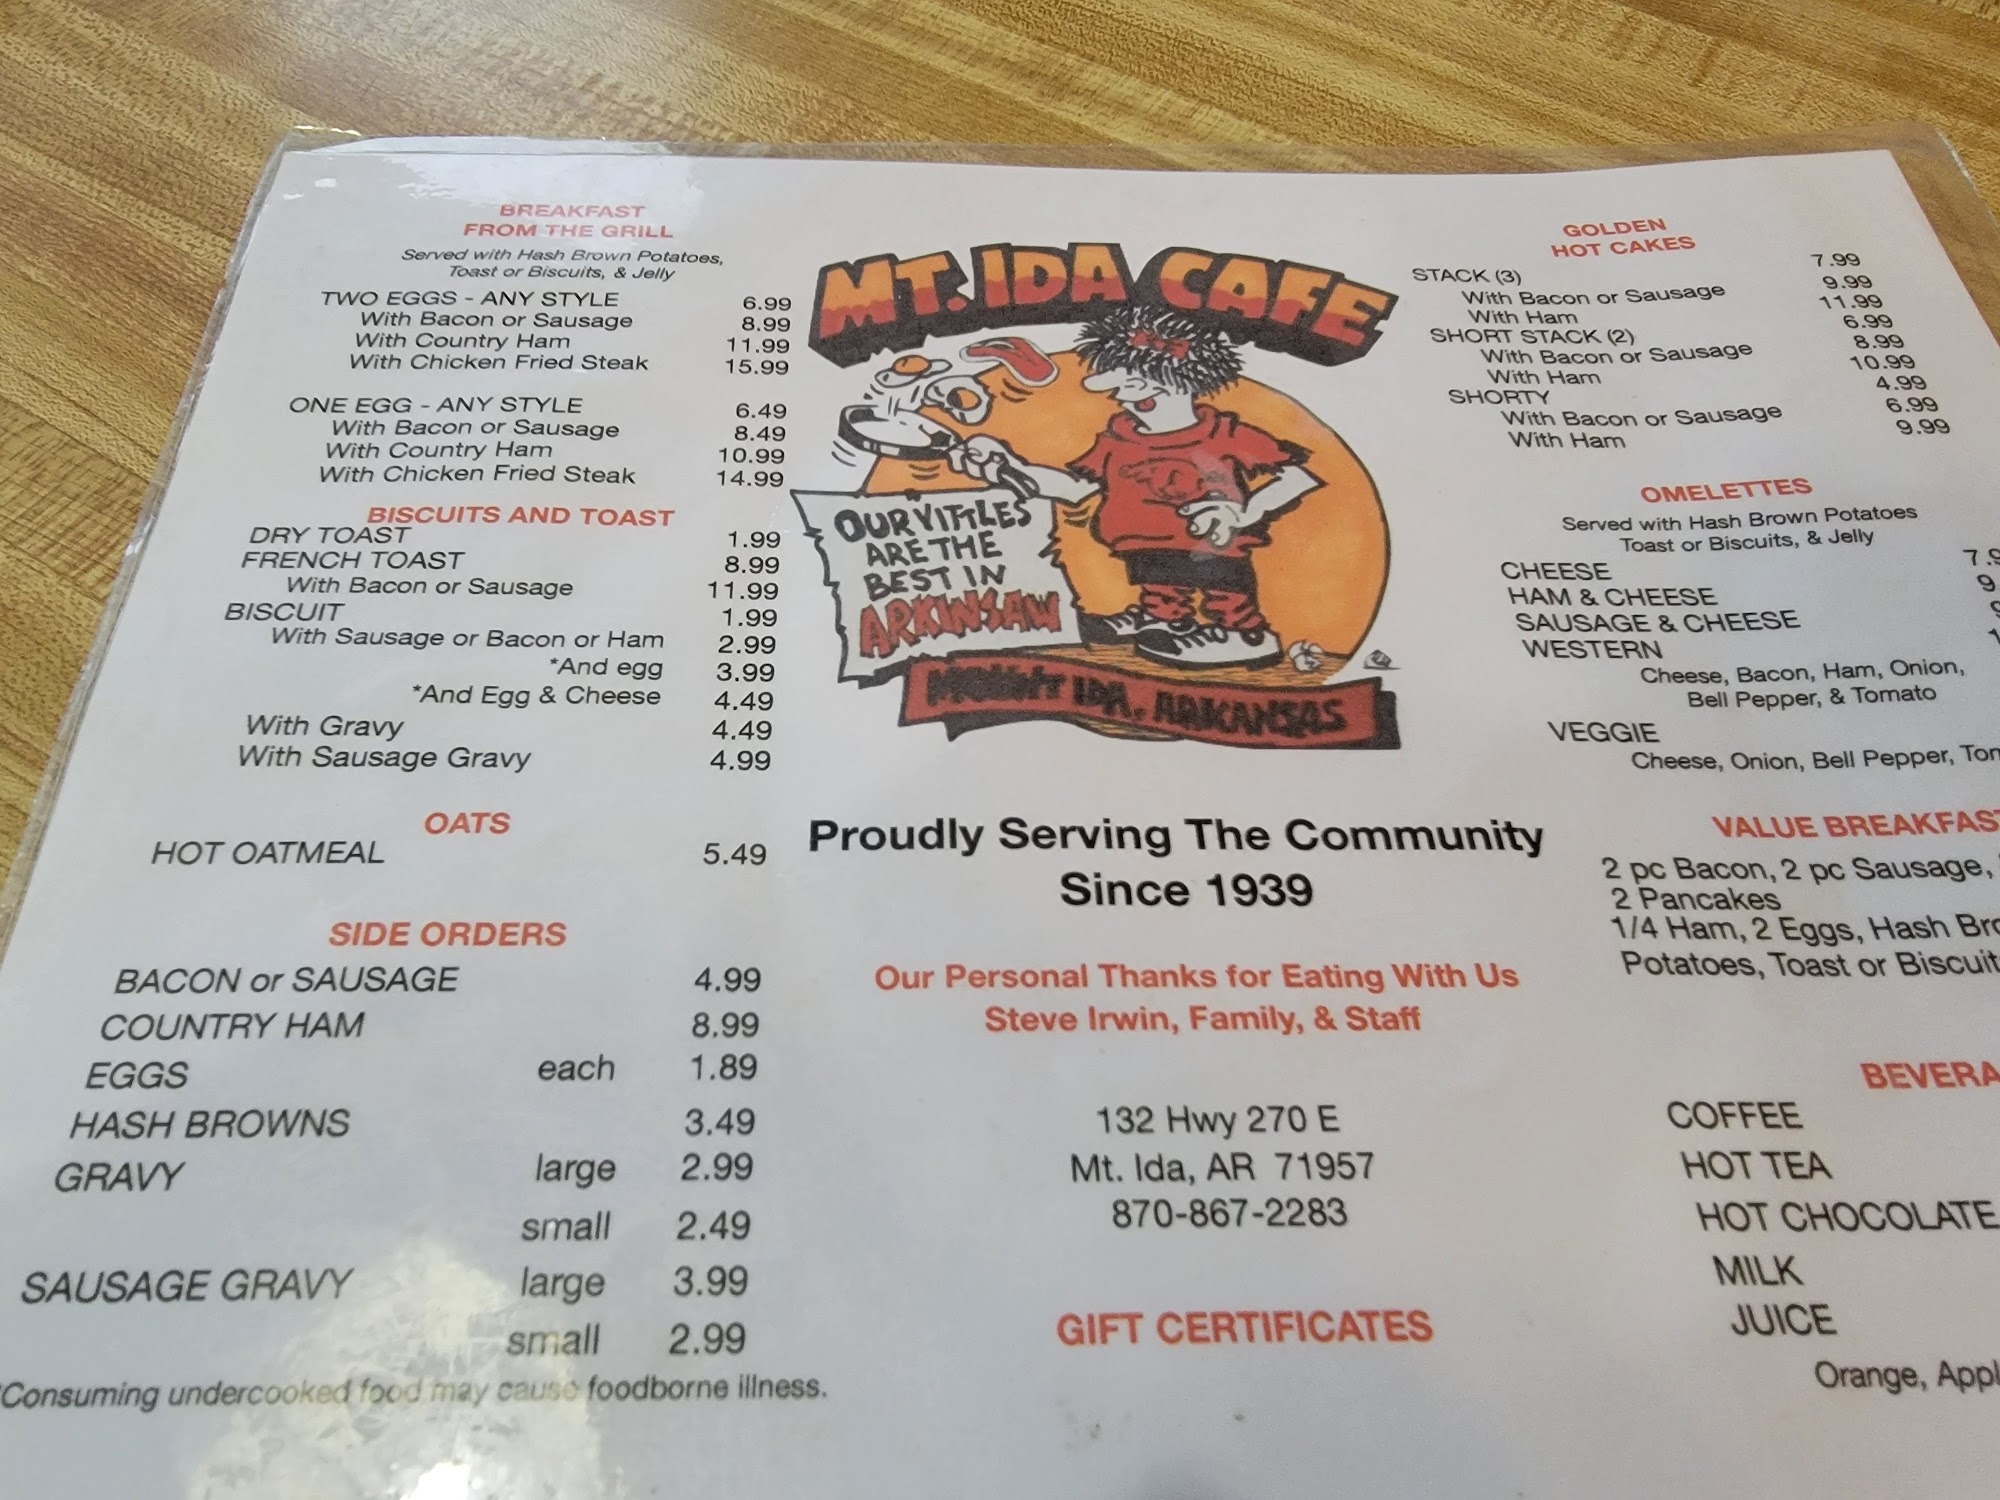 BREAKFAST
FROM THE GRILL
Served with Hash Brown Potatoes,
Toast or Biscuits, & Jelly
TWO EGGS - ANY STYLE 6.99
With Bacon or Sausage 8.99
With Country Ham 11.99
With Chicken Fried Steak 15.99
ONE EGG - ANY STYLE 6.49
With Bacon or Sausage 8.49
With Country Ham 10.99
With Chicken Fried Steak 14.99
BISCUITS AND TOAST
DRY TOAST 1.99
FRENCH TOAST 8.99
With Bacon or Sausage 11.99
BISCUIT 1.99
With Sausage or Bacon or Ham 2.99
*And egg 3.99
*And Egg & Cheese 4.49
With Gravy 4.49
With Sausage Gravy 4.99
OATS
HOT OATMEAL 5.49
SIDE ORDERS
BACON or SAUSAGE 4.99
COUNTRY HAM 8.99
EGGS each 1.89
HASH BROWNS 3.49
GRAVY large 2.99
small 2.49
SAUSAGE GRAVY large 3.99
small 2.99
*Consuming undercooked food may cause foodborne illness.
MT. IDA CAFE
OUR VITTLES
ARE THE
BEST IN
ARKINSAW
MOUNT IDA, ARKANSAS
Proudly Serving The Community
Since 1939
Our Personal Thanks for Eating With Us
Steve Irwin, Family, & Staff
132 Hwy 270 E
Mt. Ida, AR 71957
870-867-2283
GIFT CERTIFICATES
GOLDEN
HOT CAKES
STACK (3) 7.99
With Bacon or Sausage 9.99
With Ham 11.99
SHORT STACK (2) 6.99
With Bacon or Sausage 8.99
With Ham 10.99
SHORTY 4.99
With Bacon or Sausage 6.99
With Ham 9.99
OMELETTES
Served with Hash Brown Potatoes
Toast or Biscuits, & Jelly
CHEESE 7.9
HAM & CHEESE 9
SAUSAGE & CHEESE
WESTERN
Cheese, Bacon, Ham, Onion,
Bell Pepper, & Tomato
VEGGIE
Cheese, Onion, Bell Pepper, Tom
VALUE BREAKFAST
2 pc Bacon, 2 pc Sausage,
2 Pancakes
1/4 Ham, 2 Eggs, Hash Bro
Potatoes, Toast or Biscuit
BEVERA
COFFEE
HOT TEA
HOT CHOCOLATE
MILK
JUICE
Orange, Appl